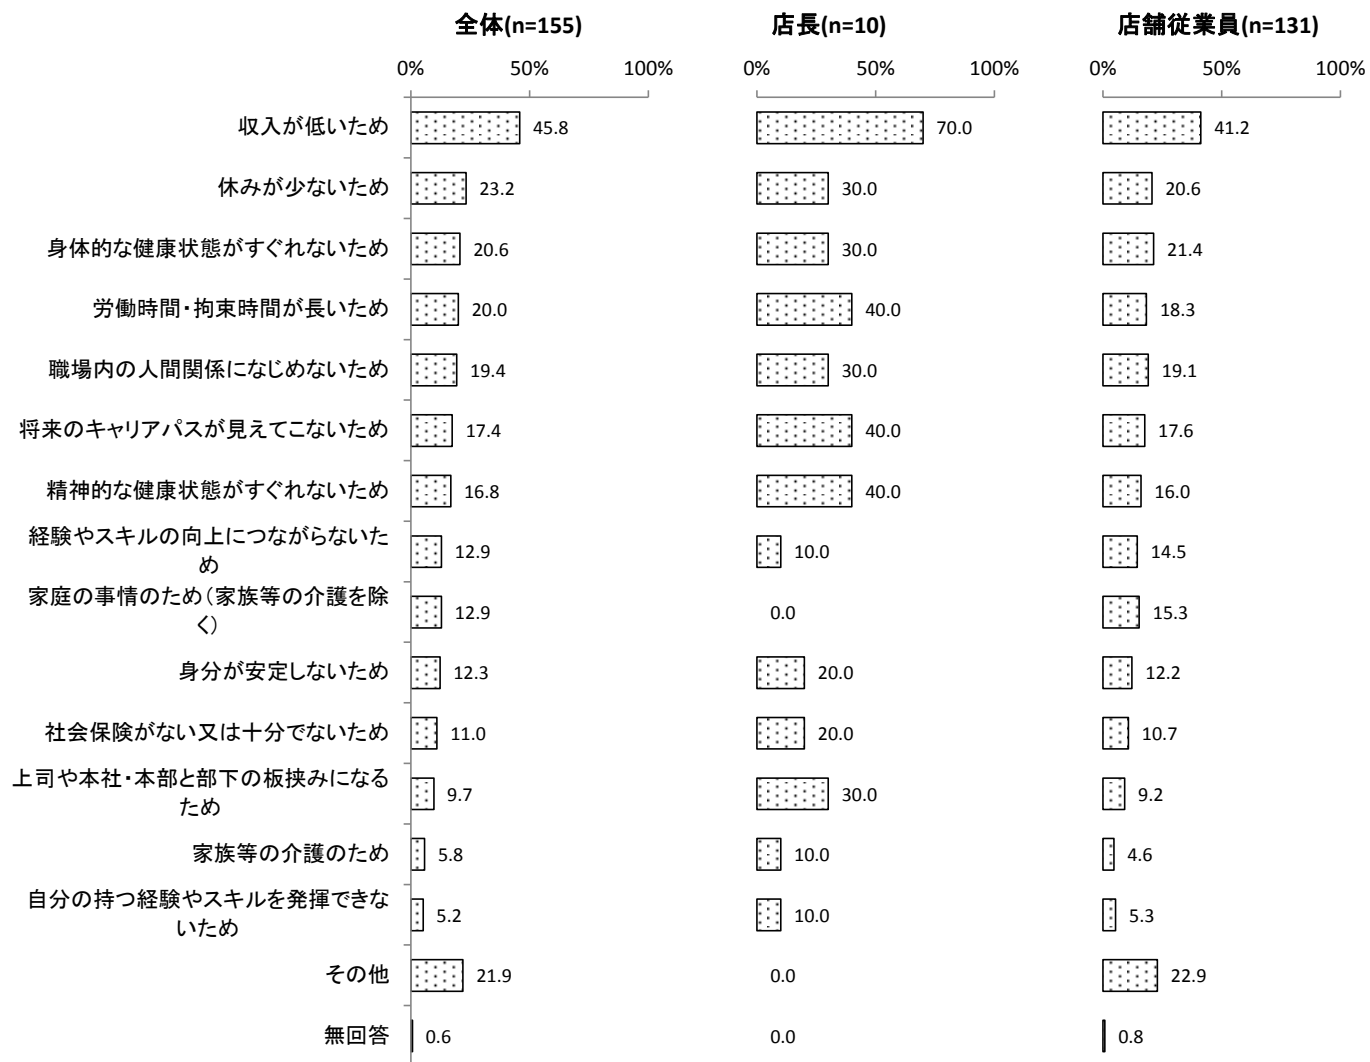 全体(n=155) 店長(n=10) 店舗従業員(n=131)
0% 50% 100% 0% 50% 100% 0% 50% 100%
収入が低いため 45.8 70.0 41.2
休みが少ないため 23.2 30.0 20.6
身体的な健康状態がすぐれないため 20.6 30.0 21.4
労働時間・拘束時間が長いため 20.0 40.0 18.3
職場内の人間関係になじめないため 19.4 30.0 19.1
将来のキャリアパスが見えてこないため 17.4 40.0 17.6
精神的な健康状態がすぐれないため 16.8 40.0 16.0
経験やスキルの向上につながらないた
め 12.9 10.0 14.5
家庭の事情のため(家族等の介護を除
く) 12.9 0.0 15.3
身分が安定しないため 12.3 20.0 12.2
社会保険がない又は十分でないため 11.0 20.0 10.7
上司や本社・本部と部下の板挟みになる
ため 9.7 30.0 9.2
家族等の介護のため 5.8 10.0 4.6
自分の持つ経験やスキルを発揮できな
いため 5.2 10.0 5.3
その他 21.9 0.0 22.9
無回答 0.6 0.0 0.8